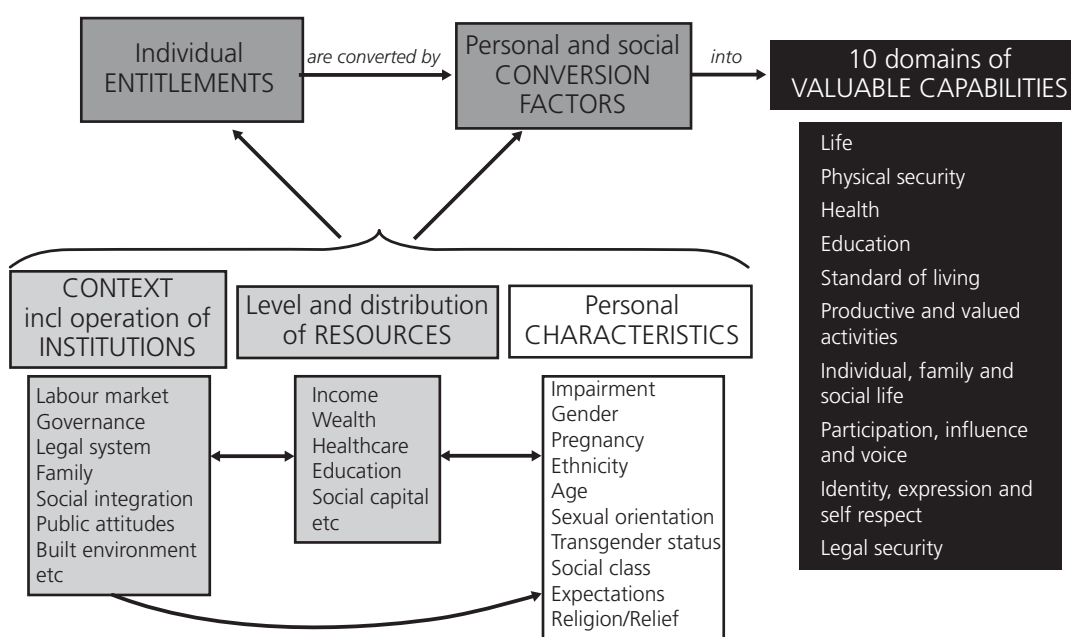 Individual
ENTITLEMENTS
are converted by
Personal and social
CONVERSION
FACTORS
into
10 domains of
VALUABLE CAPABILITIES
Life
Physical security
Health
Education
Standard of living
Productive and valued
activities
Individual, family and
social life
Participation, influence
and voice
Identity, expression and
self respect
Legal security
CONTEXT
incl operation of
INSTITUTIONS
Level and distribution
of RESOURCES
Personal
CHARACTERISTICS
Labour market
Governance
Legal system
Family
Social integration
Public attitudes
Built environment
etc
Income
Wealth
Healthcare
Education
Social capital
etc
Impairment
Gender
Pregnancy
Ethnicity
Age
Sexual orientation
Transgender status
Social class
Expectations
Religion/Relief